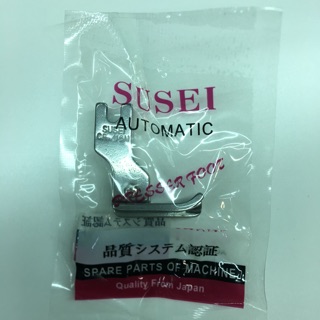 SUSEI
AUTOMATIC
SUSEI
PRESSER FOOT
品質システム認証
SPARE PARTS OF MACHINE
Quality From Japan